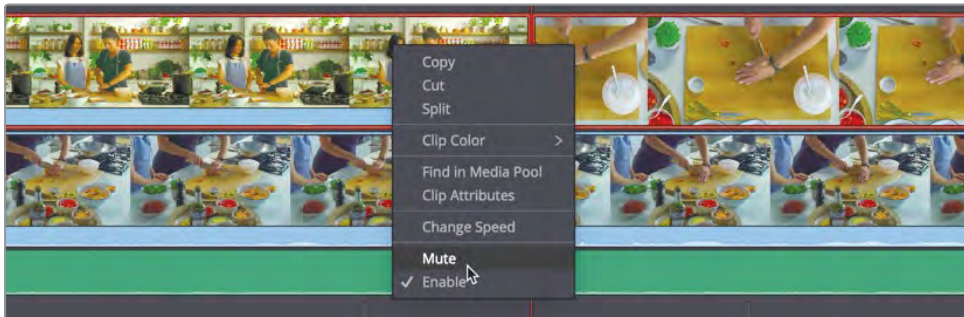 Copy
Cut
Split
Clip Color
Find in Media Pool
Clip Attributes
Change Speed
Mute
Enable